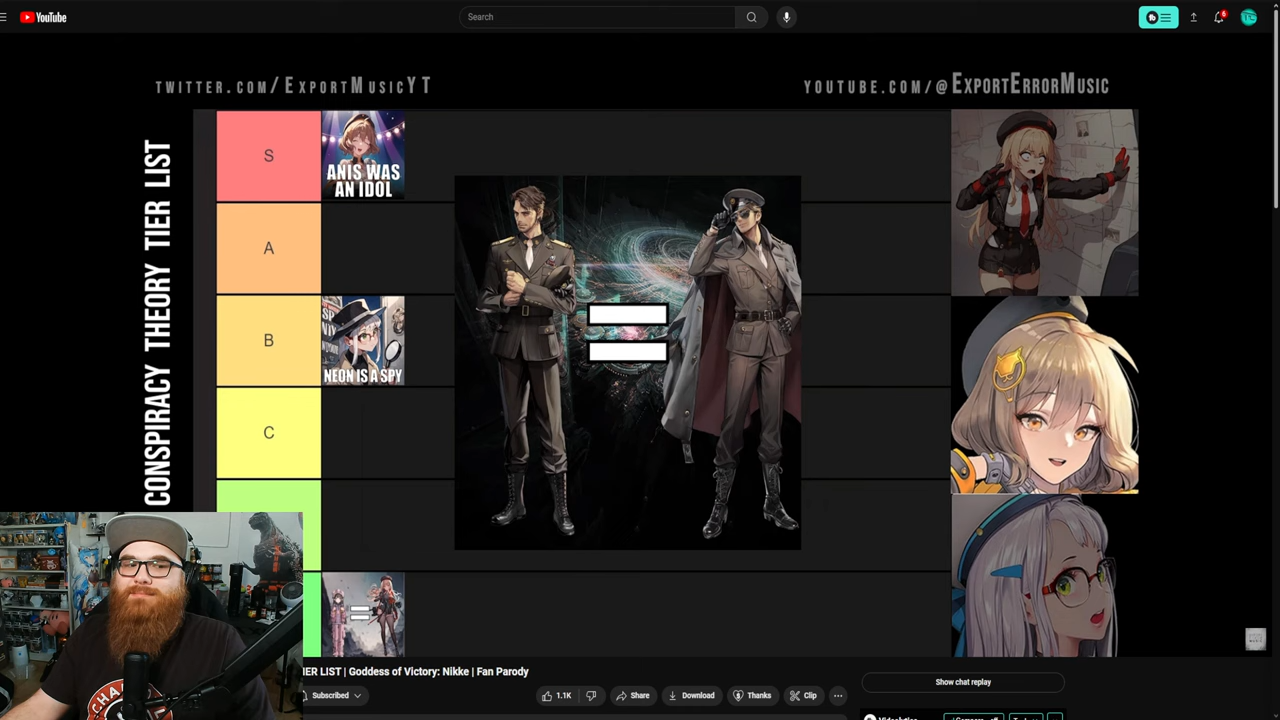 YouTube
Search
6
TWITTER.COM/EXPORTMUSICYT
YOUTUBE.COM/@EXPORTERRORMUSIC
CONSPIRACY THEORY TIER LIST
S
ANIS WAS
AN IDOL
A
B
NEON IS A SPY
C
IER LIST | Goddess of Victory: Nikke | Fan Parody
Subscribed
1.1K
Share
Download
Thanks
Clip
Show chat replay